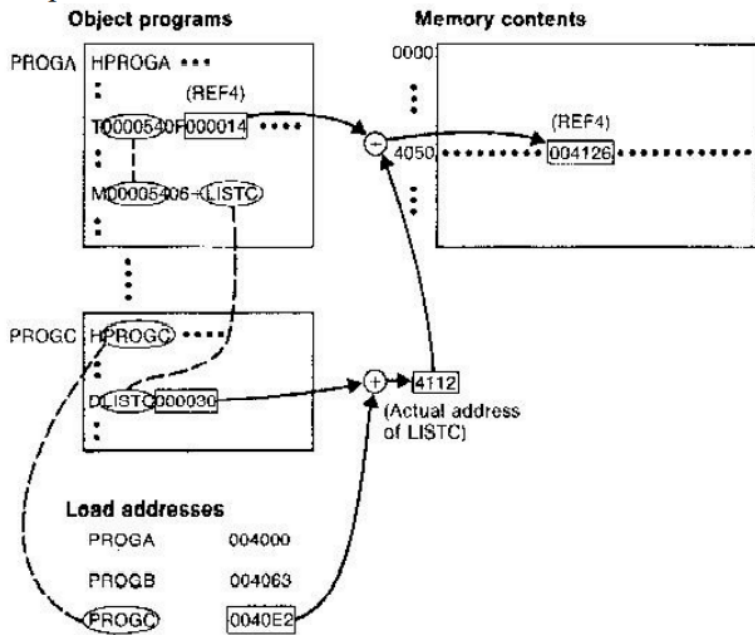 Object programs
Memory contents
PROGA HPROGA •••
(REF4)
T0000540F000014 ••••
M00005406+LISTC
0000
(REF4)
4050 004126
PROGC HPROGC ••••
DLISTC000030
4112
(Actual address
of LISTC)
Load addresses
PROGA 004000
PROGB 004063
PROGC 0040E2